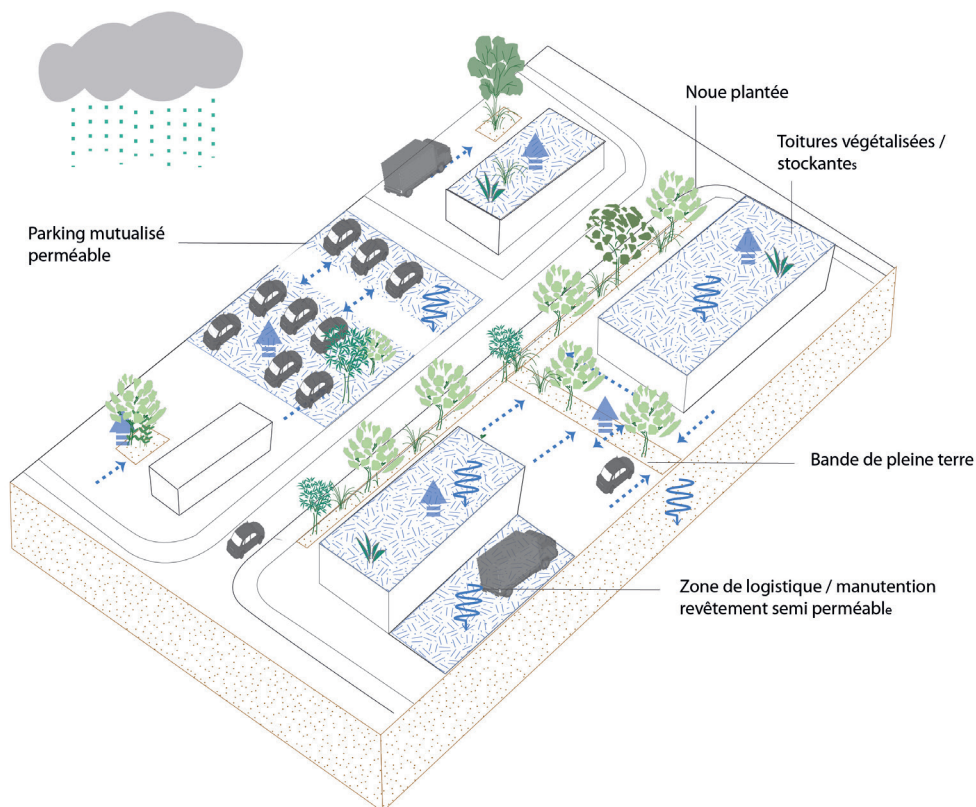 Noue plantée
Toitures végétalisées /
stockantes
Parking mutualisé
perméable
Bande de pleine terre
Zone de logistique / manutention
revêtement semi perméable